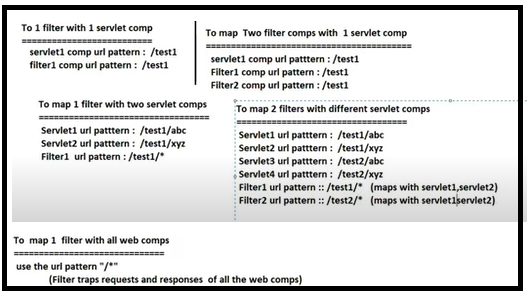 To 1 filter with 1 servlet comp
==========================
servlet1 comp url pattern : /test1
filter1 comp url pattern : /test1
To map Two filter comps with 1 servlet comp
=========================================
servlet1 comp url pattern : /test1
Filter1 comp url pattern : /test1
Filter2 comp url pattern : /test1
To map 1 filter with two servlet comps
==================================
Servlet1 url patttern : /test1/abc
Servlet2 url patttern : /test1/xyz
Filter1 url pattern : /test1/*
To map 2 filters with different servlet comps
==================================
Servlet1 url patttern : /test1/abc
Servlet2 url patttern : /test1/xyz
Servlet3 url patttern : /test2/abc
Servlet4 url patttern : /test2/xyz
Filter1 url pattern :: /test1/* (maps with servlet1,servlet2)
Filter2 url pattern :: /test2/* (maps with servlet1servlet2)
To map 1 filter with all web comps
==============================
use the url pattern "/*"
(Filter traps requests and responses of all the web comps)